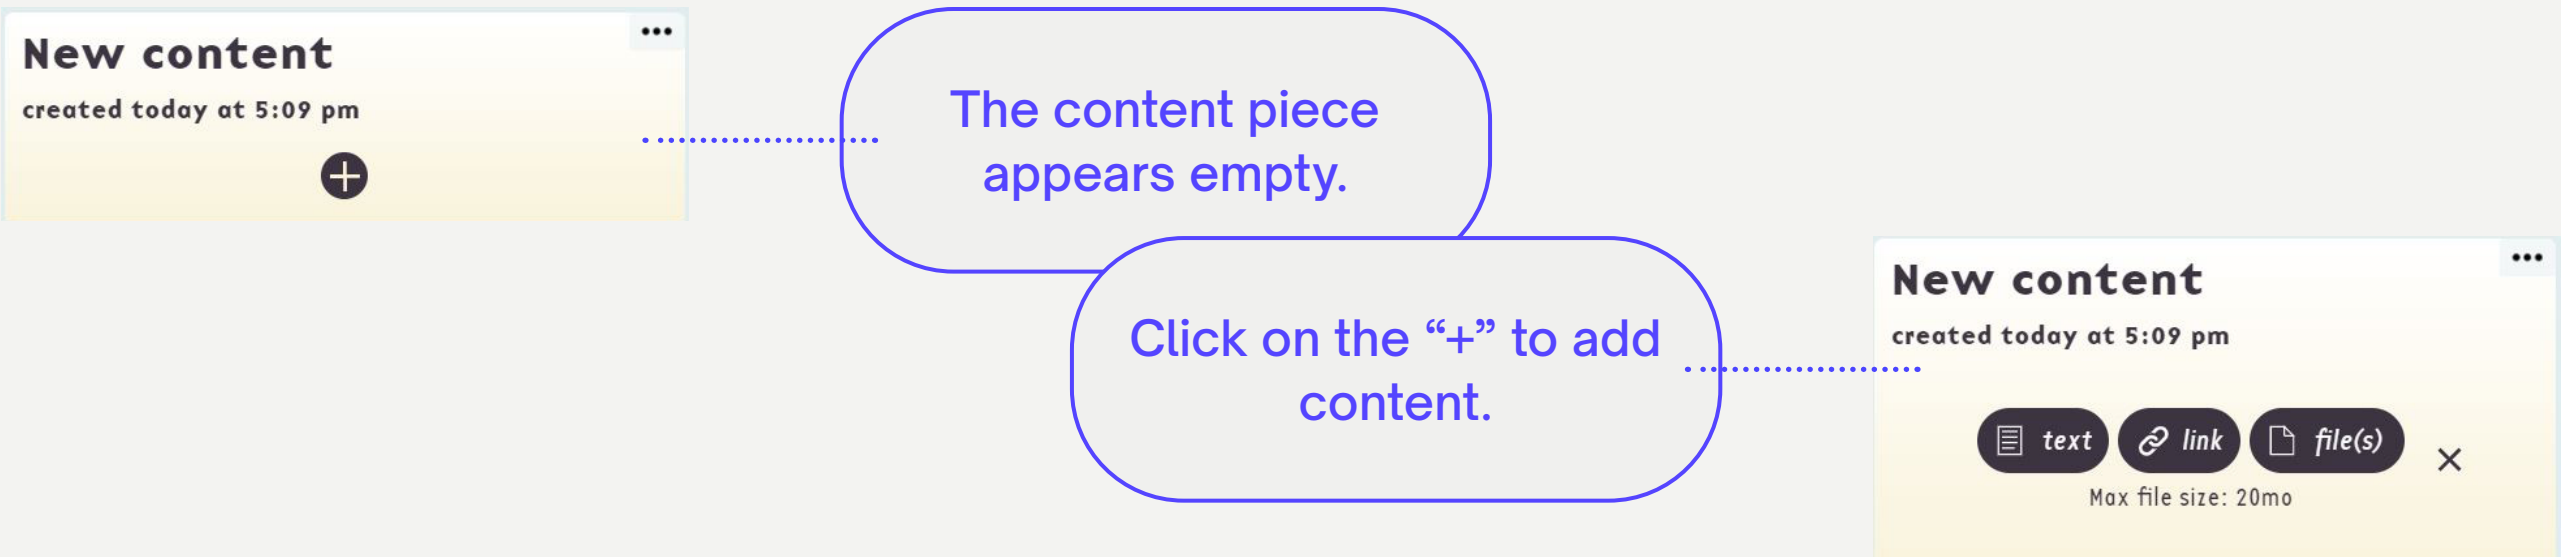 New content
created today at 5:09 pm
The content piece
appears empty.
Click on the “+” to add
content.
New content
created today at 5:09 pm
text link file(s)
Max file size: 20mo